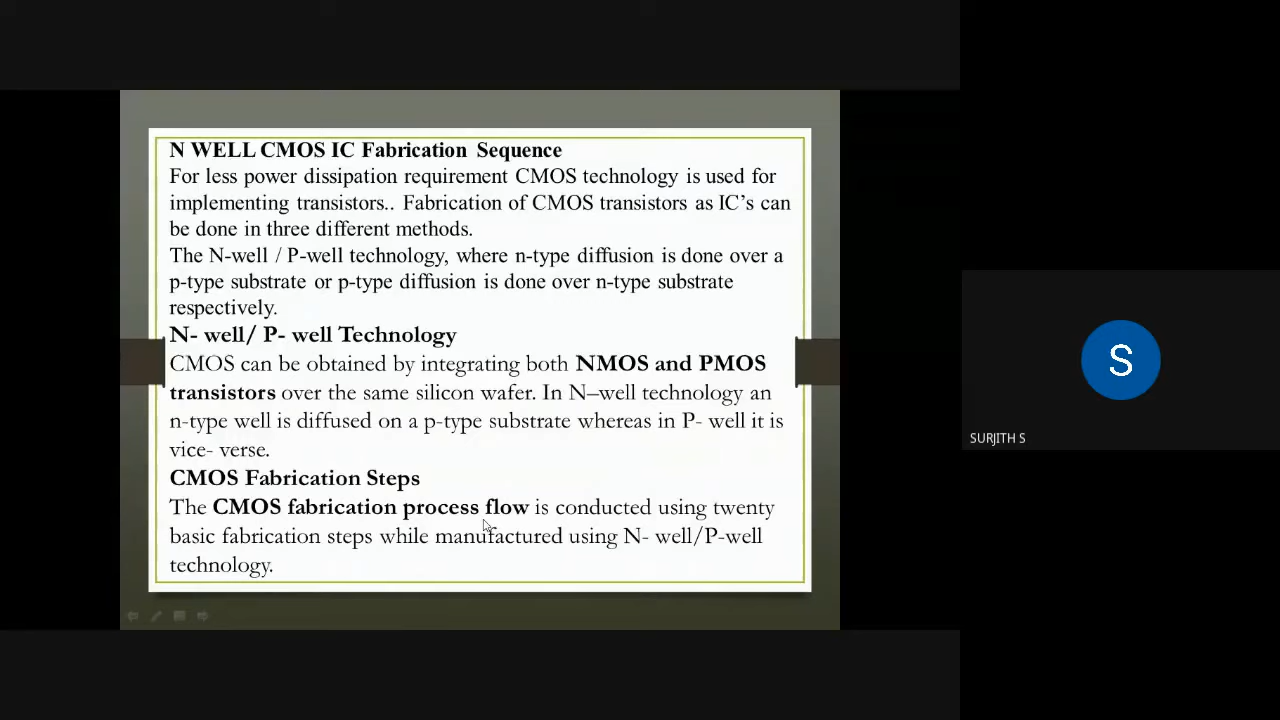 N WELL CMOS IC Fabrication Sequence
For less power dissipation requirement CMOS technology is used for
implementing transistors.. Fabrication of CMOS transistors as IC’s can
be done in three different methods.
The N-well / P-well technology, where n-type diffusion is done over a
p-type substrate or p-type diffusion is done over n-type substrate
respectively.
N- well/ P- well Technology
CMOS can be obtained by integrating both NMOS and PMOS
transistors over the same silicon wafer. In N–well technology an
n-type well is diffused on a p-type substrate whereas in P- well it is
vice- verse.
CMOS Fabrication Steps
The CMOS fabrication process flow is conducted using twenty
basic fabrication steps while manufactured using N- well/P-well
technology.
S
SURJITH S